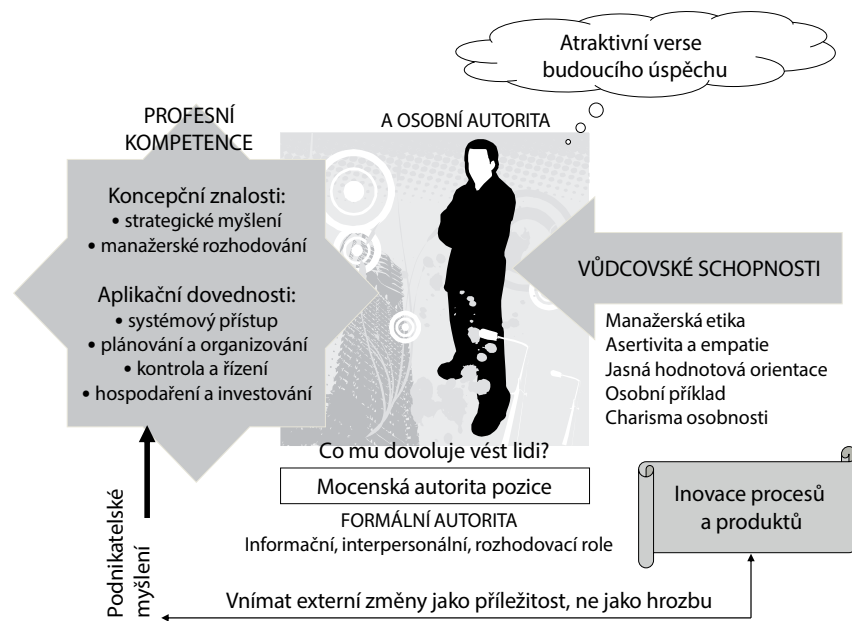 Atraktivní verse
budoucího úspěchu
PROFESNÍ
KOMPETENCE
A OSOBNÍ AUTORITA
Koncepční znalosti:
• strategické myšlení
• manažerské rozhodování
Aplikační dovednosti:
• systémový přístup
• plánování a organizování
• kontrola a řízení
• hospodaření a investování
VŮDCOVSKÉ SCHOPNOSTI
Manažerská etika
Asertivita a empatie
Jasná hodnotová orientace
Osobní příklad
Charisma osobnosti
Co mu dovoluje vést lidi?
Mocenská autorita pozice
FORMÁLNÍ AUTORITA
Informační, interpersonální, rozhodovací role
Inovace procesů
a produktů
Podnikatelské
myšlení
Vnímat externí změny jako příležitost, ne jako hrozbu